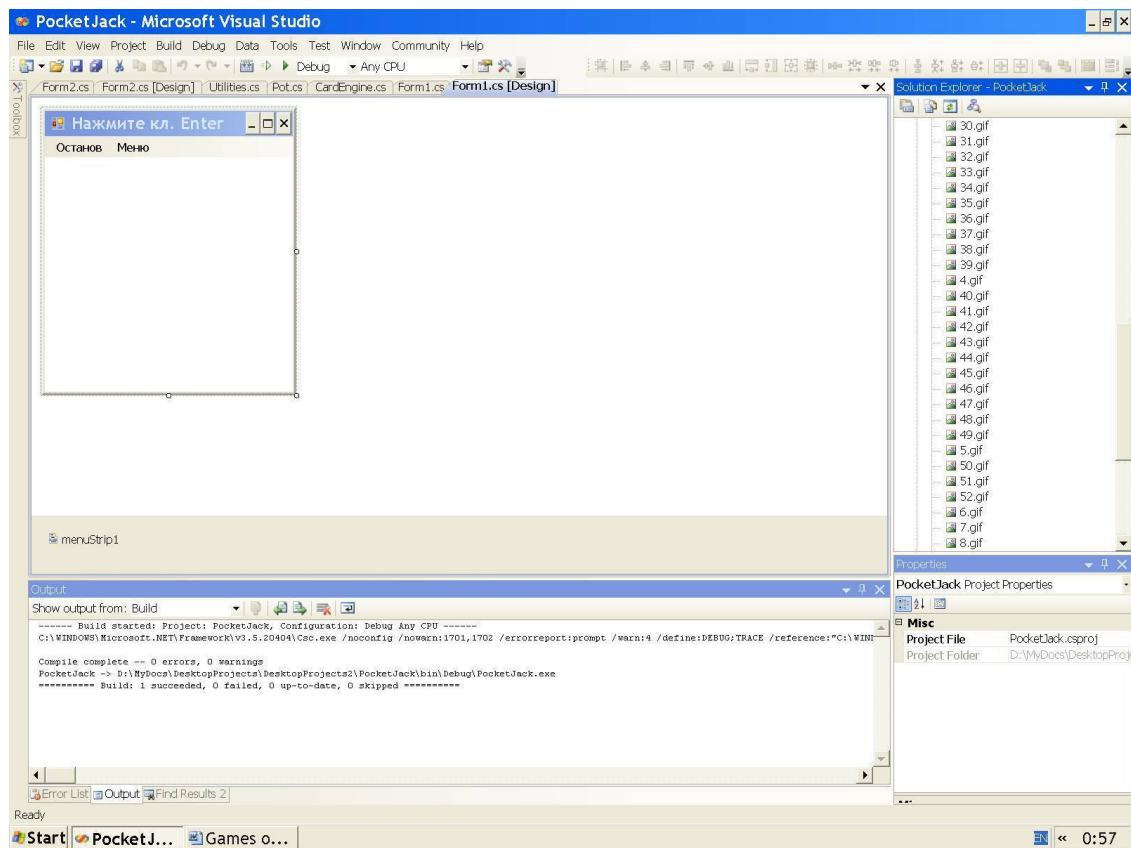 PocketJack - Microsoft Visual Studio
File Edit View Project Build Debug Data Tools Test Window Community Help
Debug Any CPU
Toolbox
Form2.cs Form2.cs [Design] Utilities.cs Pot.cs CardEngine.cs Form1.cs Form1.cs [Design]
Нажмите кл. Enter
Останов Меню
menuStrip1
Solution Explorer - PocketJack
30.gif
31.gif
32.gif
33.gif
34.gif
35.gif
36.gif
37.gif
38.gif
39.gif
4.gif
40.gif
41.gif
42.gif
43.gif
44.gif
45.gif
46.gif
47.gif
48.gif
49.gif
5.gif
50.gif
51.gif
52.gif
6.gif
7.gif
8.gif
Output
Show output from: Build
------ Build started: Project: PocketJack, Configuration: Debug Any CPU ------
C:\WINDOWS\Microsoft.NET\Framework\v3.5.20404\Csc.exe /noconfig /nowarn:1701,1702 /errorreport:prompt /warn:4 /define:DEBUG;TRACE /reference:"C:\WIN
Compile complete -- 0 errors, 0 warnings
PocketJack -> D:\MyDocs\DesktopProjects\DesktopProjects2\PocketJack\bin\Debug\PocketJack.exe
========== Build: 1 succeeded, 0 failed, 0 up-to-date, 0 skipped ==========
Error List Output Find Results 2
Properties
PocketJack Project Properties
Misc
Project File PocketJack.csproj
Project Folder D:\MyDocs\DesktopProj
Ready
Start PocketJ... Games o... EN « 0:57